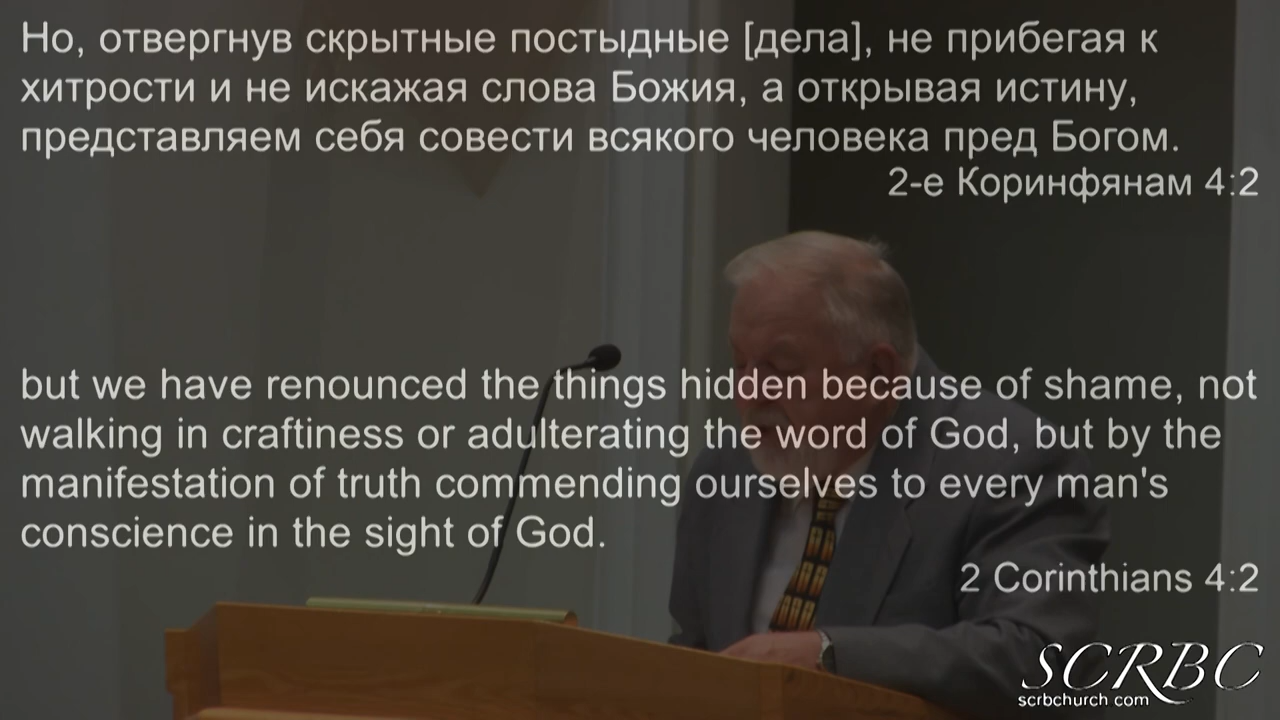 Но, отвергнув скрытные постыдные [дела], не прибегая к
хитрости и не искажая слова Божия, а открывая истину,
представляем себя совести всякого человека пред Богом.
2-е Коринфянам 4:2
but we have renounced the things hidden because of shame, not
walking in craftiness or adulterating the word of God, but by the
manifestation of truth commending ourselves to every man's
conscience in the sight of God.
2 Corinthians 4:2
SCRBC
scrbchurch com